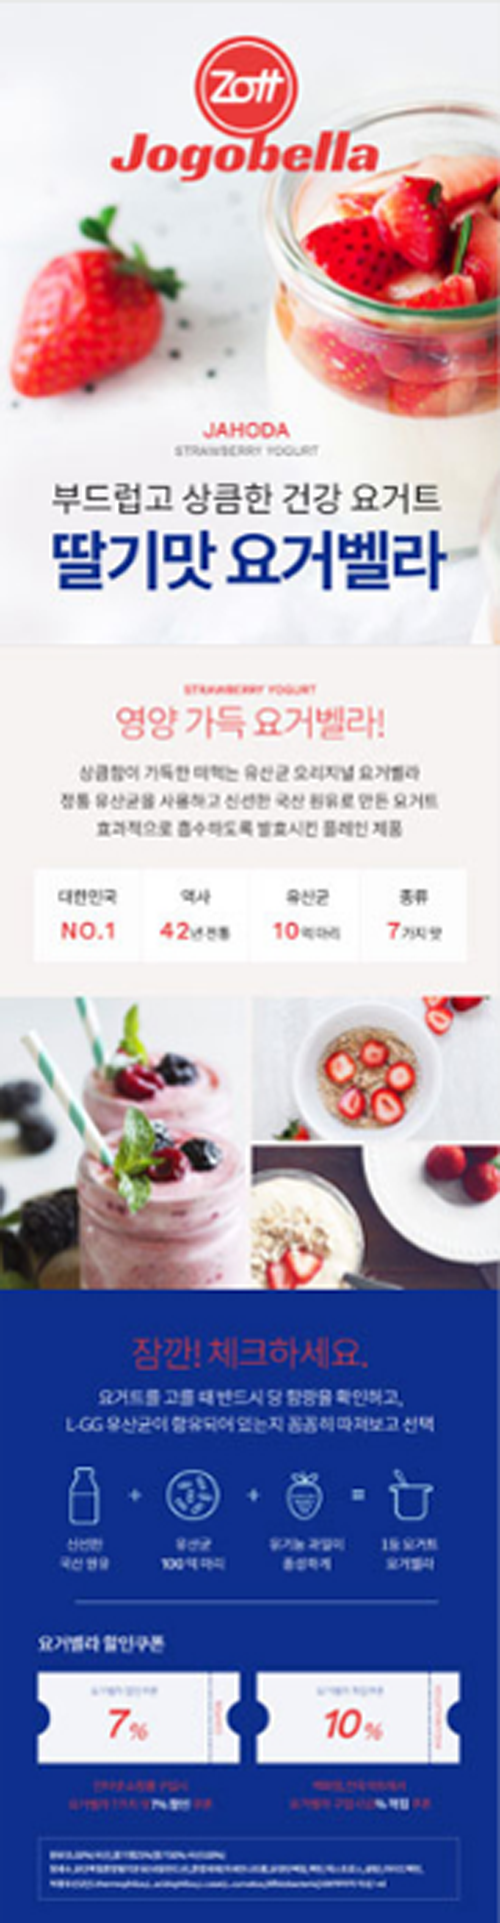 Zott
Jogobella
JAHODA
STRAWBERRY YOGURT
부드럽고 상큼한 건강 요거트
딸기맛 요거벨라
STRAWBERRY YOGURT
영양 가득 요거벨라!
상큼함이 가득한 떠먹는 유산균 오리지널 요거벨라
정통 유산균을 사용하고 신선한 국산 원유로 만든 요거트
효과적으로 흡수하도록 발효시킨 플레인 제품
대한민국 역사 유산균 종류
NO.1 42년 전통 10억 마리 7가지 맛
잠깐! 체크하세요.
요거트를 고를 때 반드시 당 함량을 확인하고,
L-GG 유산균이 함유되어 있는지 꼼꼼히 따져보고 선택
+ + =
신선한 유산균 유기농 과일이 1등 요거트
국산 원유 100억 마리 풍성하게 요거벨라
요거벨라 할인쿠폰
7% 10%